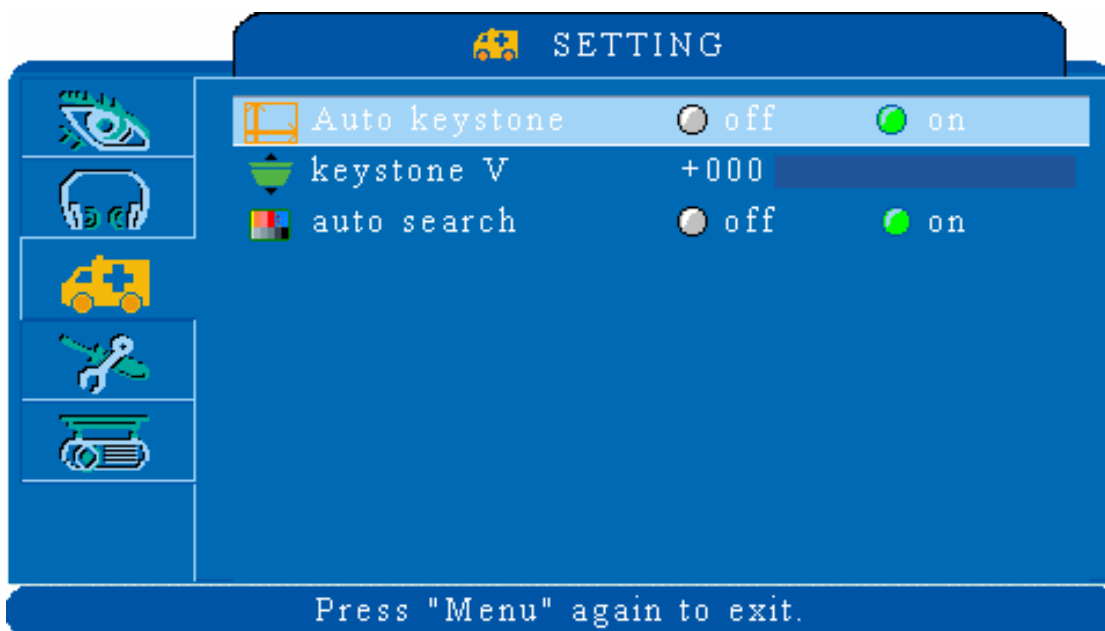 SETTING
Auto keystone off on
keystone V +000
auto search off on
Press "Menu" again to exit.